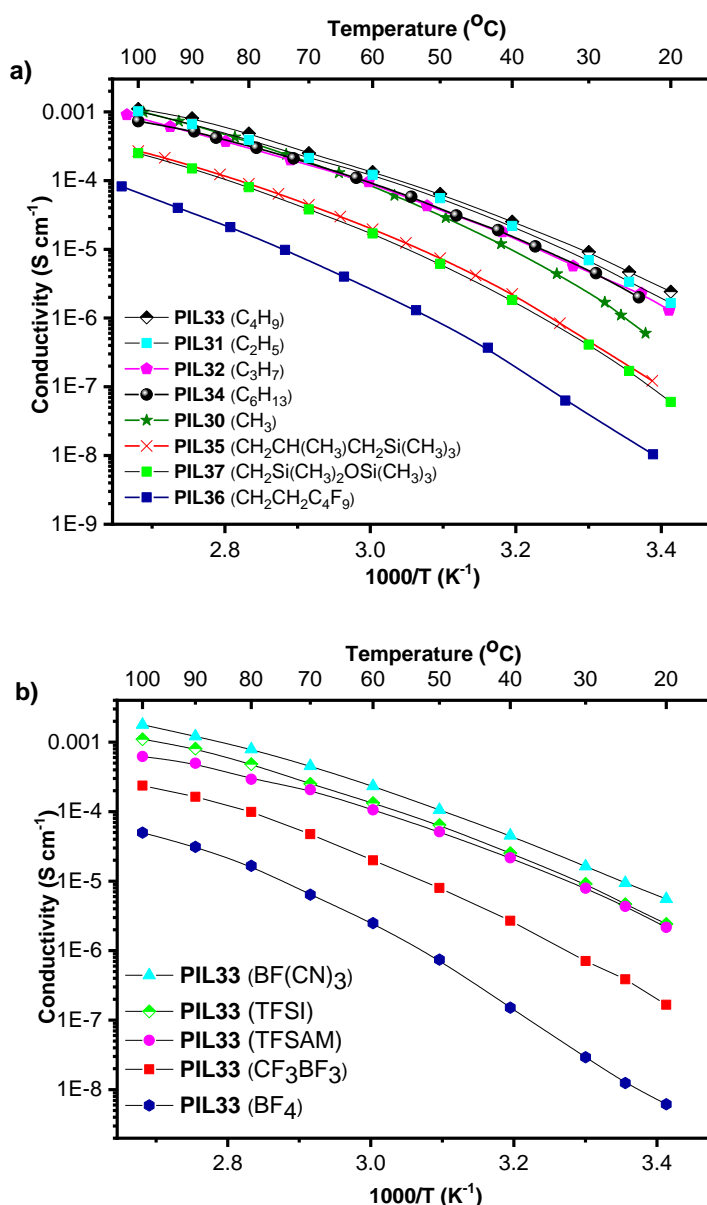 a)
Temperature (°C)
100 90 80 70 60 50 40 30 20
0.001
1E-4
1E-5
1E-6
1E-7
1E-8
1E-9
Conductivity (S cm⁻¹)
PIL33 (C₄H₉)
PIL31 (C₂H₅)
PIL32 (C₃H₇)
PIL34 (C₆H₁₃)
PIL30 (CH₃)
PIL35 (CH₂CH(CH₃)CH₂Si(CH₃)₃)
PIL37 (CH₂Si(CH₃)₂OSi(CH₃)₃)
PIL36 (CH₂CH₂C₄F₉)
2.8 3.0 3.2 3.4
1000/T (K⁻¹)
b)
Temperature (°C)
100 90 80 70 60 50 40 30 20
0.001
1E-4
1E-5
1E-6
1E-7
1E-8
Conductivity (S cm⁻¹)
PIL33 (BF(CN)₃)
PIL33 (TFSI)
PIL33 (TFSAM)
PIL33 (CF₃BF₃)
PIL33 (BF₄)
2.8 3.0 3.2 3.4
1000/T (K⁻¹)